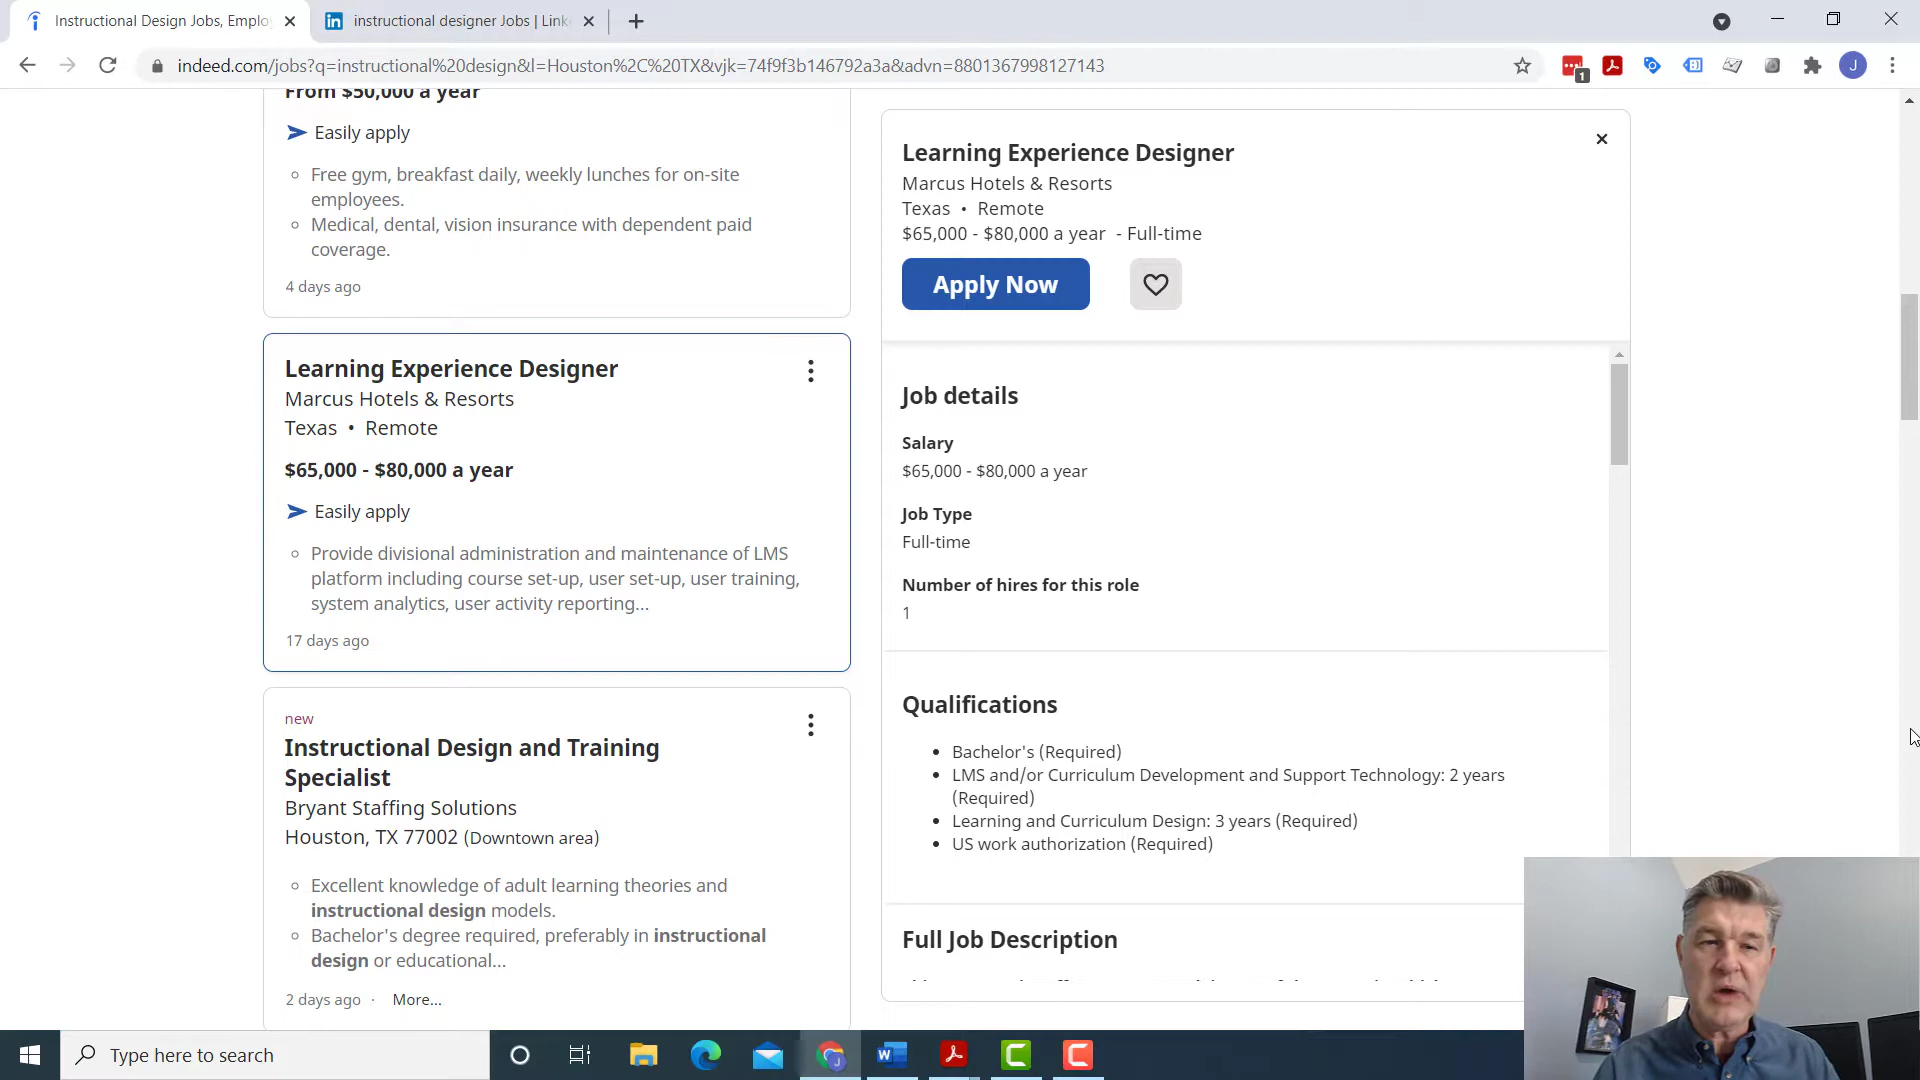 Instructional Design Jobs, Emplo
instructional designer Jobs | Link
indeed.com/jobs?q=instructional%20design&l=Houston%2C%20TX&vjk=74f9f3b146792a3a&advn=8801367998127143
1
J
From $50,000 a year
Easily apply
Free gym, breakfast daily, weekly lunches for on-site
employees.
Medical, dental, vision insurance with dependent paid
coverage.
4 days ago
Learning Experience Designer
Marcus Hotels & Resorts
Texas • Remote
$65,000 - $80,000 a year
Easily apply
Provide divisional administration and maintenance of LMS
platform including course set-up, user set-up, user training,
system analytics, user activity reporting...
17 days ago
new
Instructional Design and Training
Specialist
Bryant Staffing Solutions
Houston, TX 77002 (Downtown area)
Excellent knowledge of adult learning theories and
instructional design models.
Bachelor's degree required, preferably in instructional
design or educational...
2 days ago · More...
Learning Experience Designer
Marcus Hotels & Resorts
Texas • Remote
$65,000 - $80,000 a year - Full-time
Apply Now
Job details
Salary
$65,000 - $80,000 a year
Job Type
Full-time
Number of hires for this role
1
Qualifications
Bachelor's (Required)
LMS and/or Curriculum Development and Support Technology: 2 years
(Required)
Learning and Curriculum Design: 3 years (Required)
US work authorization (Required)
Full Job Description
Type here to search